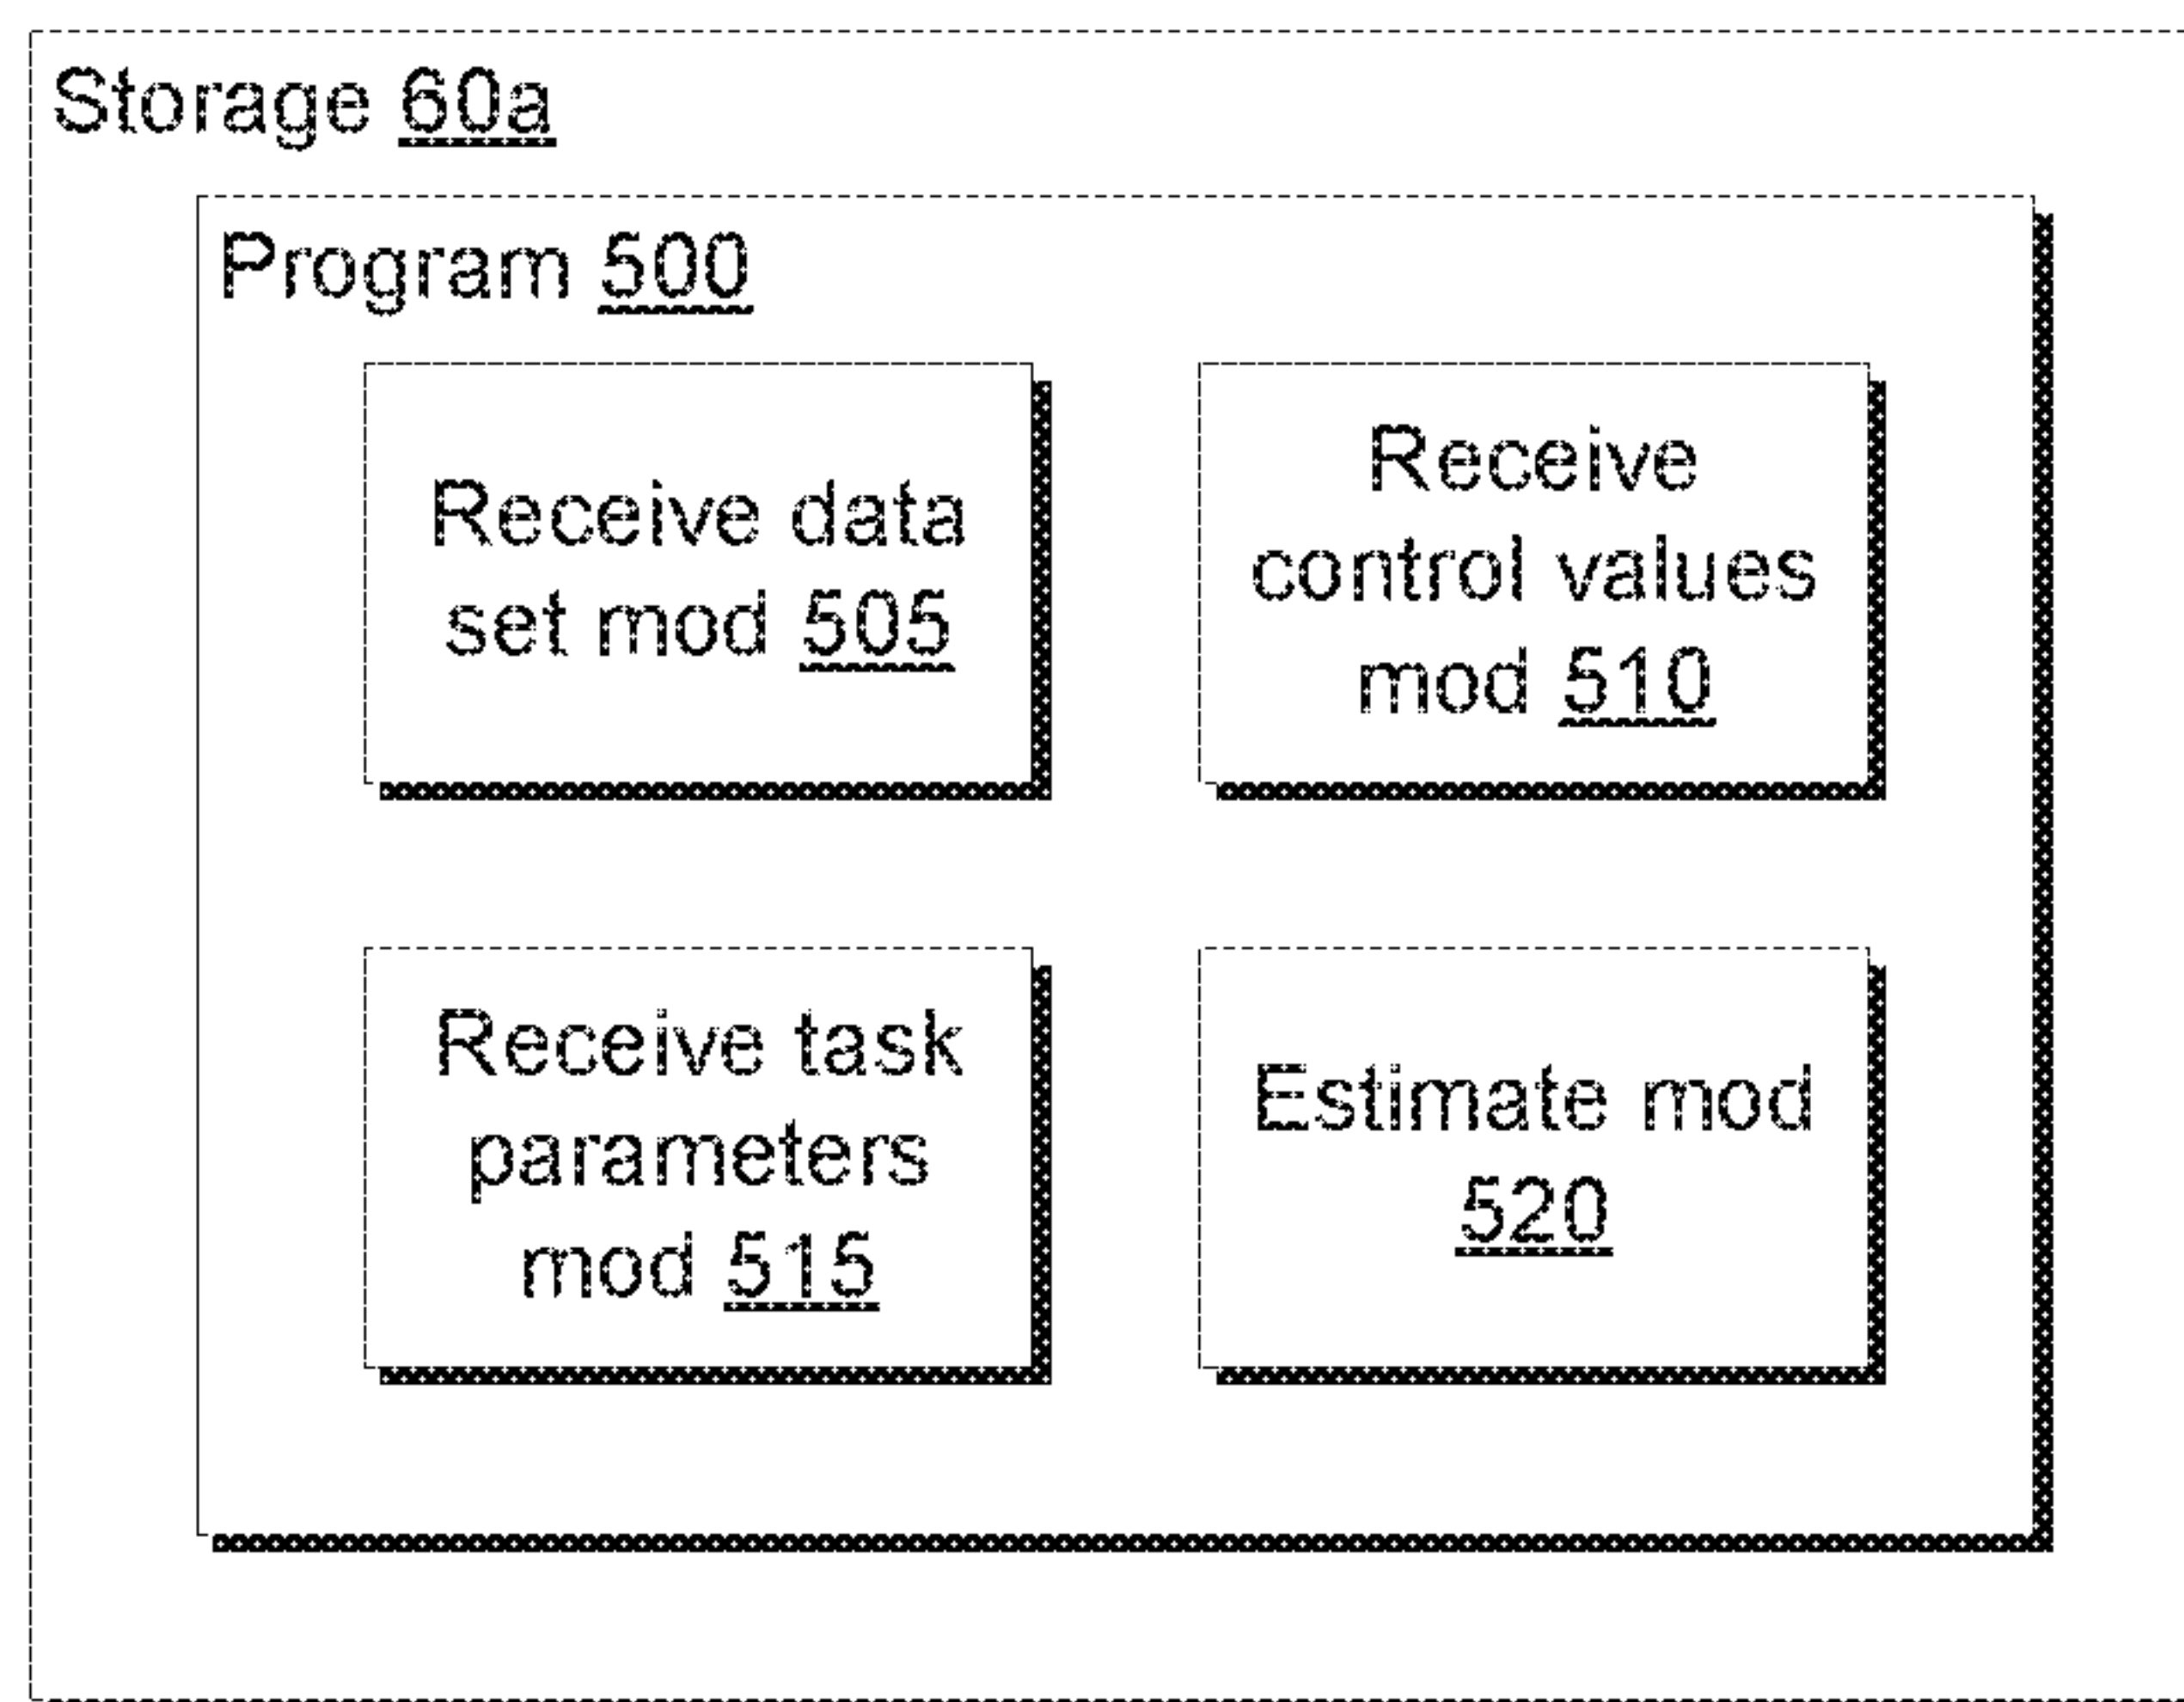 Storage 60a
Program 500
Receive data
set mod 505
Receive
control values
mod 510
Receive task
parameters
mod 515
Estimate mod
520